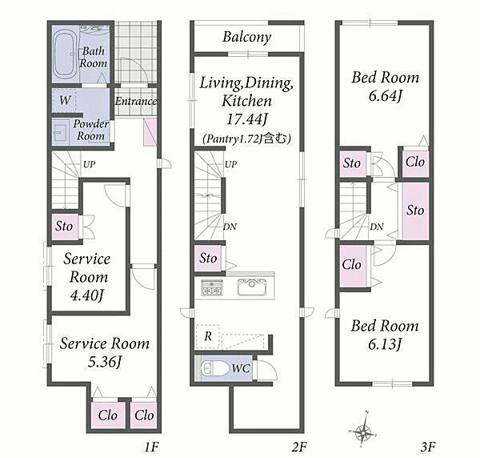 Bath
Room
W
Entrance
Powder
Room
UP
Sto
Service
Room
4.40J
Service Room
5.36J
Clo
Clo
1F
Balcony
Living,Dining,
Kitchen
17.44J
(Pantry1.72J含む)
UP
DN
Sto
R
WC
2F
Bed Room
6.64J
Sto
Clo
Sto
DN
Clo
Bed Room
6.13J
3F